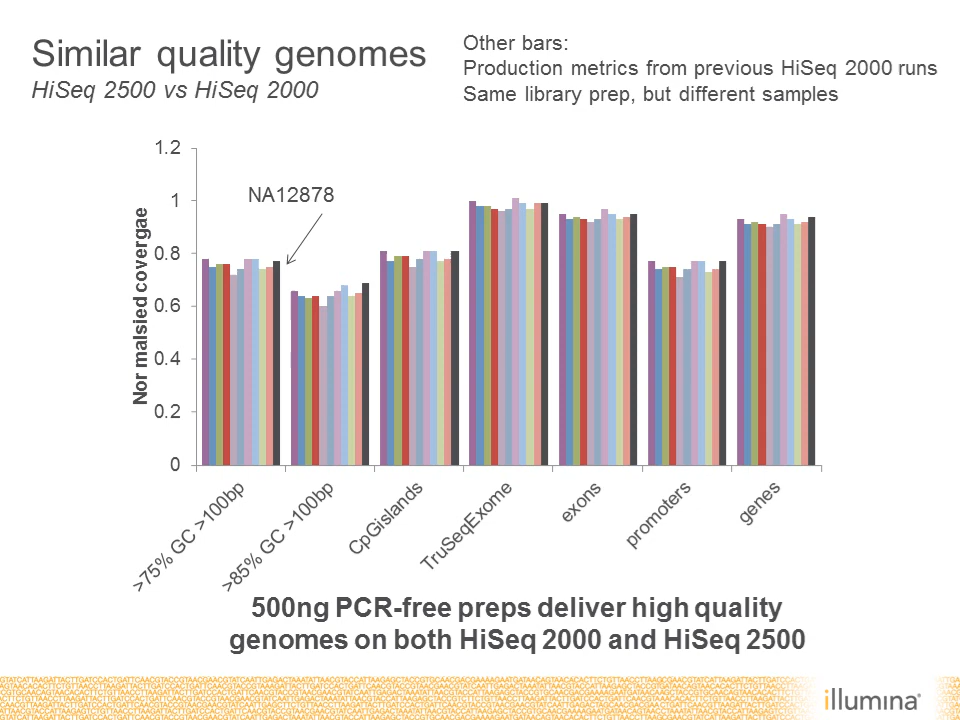 Similar quality genomes
HiSeq 2500 vs HiSeq 2000
Other bars:
Production metrics from previous HiSeq 2000 runs
Same library prep, but different samples
Nor malsied covergae
1.2
1
0.8
0.6
0.4
0.2
0
NA12878
>75% GC >100bp
>85% GC >100bp
CpGislands
TruSeqExome
exons
promoters
genes
500ng PCR-free preps deliver high quality
genomes on both HiSeq 2000 and HiSeq 2500
illumina®